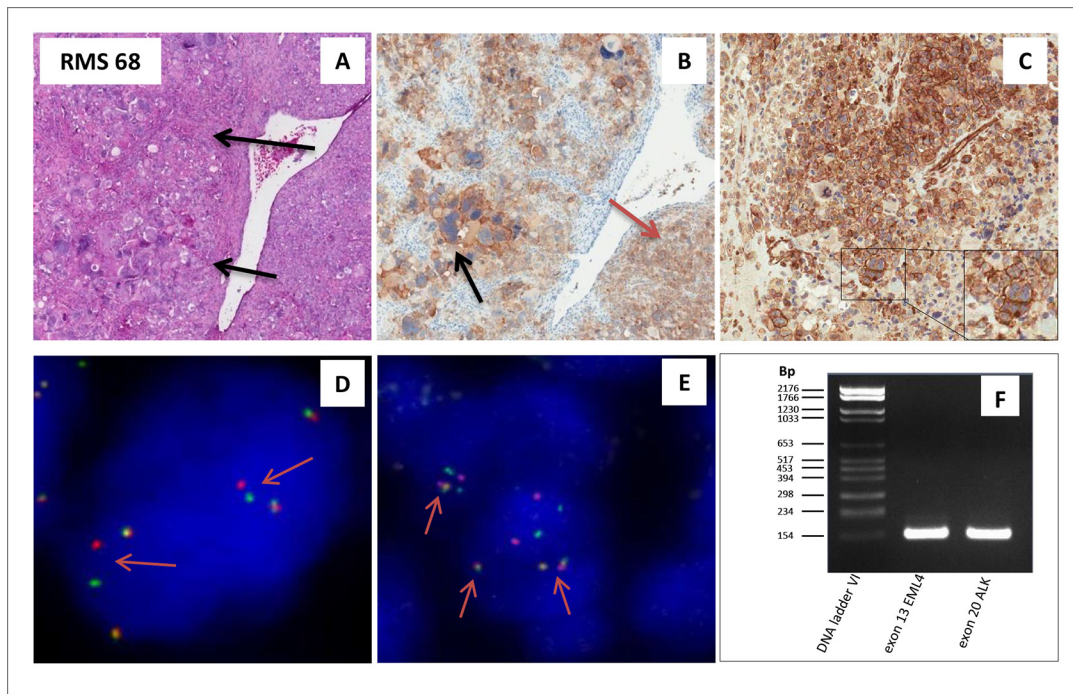 RMS 68
A
B
C
D
E
F
Bp
2176
1766
1230
1033
653
517
453
394
298
234
154
DNA ladder VI
exon 13 EML4
exon 20 ALK